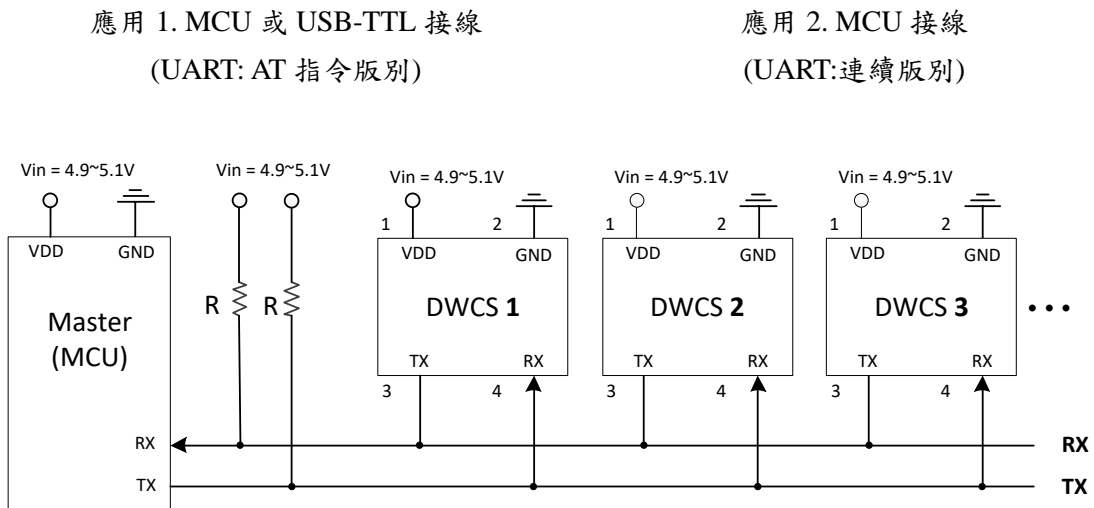 應用 1. MCU 或 USB-TTL 接線
(UART: AT 指令版別)
應用 2. MCU 接線
(UART:連續版別)
Vin = 4.9~5.1V
Vin = 4.9~5.1V
Vin = 4.9~5.1V
Vin = 4.9~5.1V
Vin = 4.9~5.1V
VDD
GND
Master
(MCU)
RX
TX
R
R
1
2
VDD
GND
DWCS 1
TX
RX
3
4
1
2
VDD
GND
DWCS 2
TX
RX
3
4
1
2
VDD
GND
DWCS 3
TX
RX
3
4
• • •
RX
TX